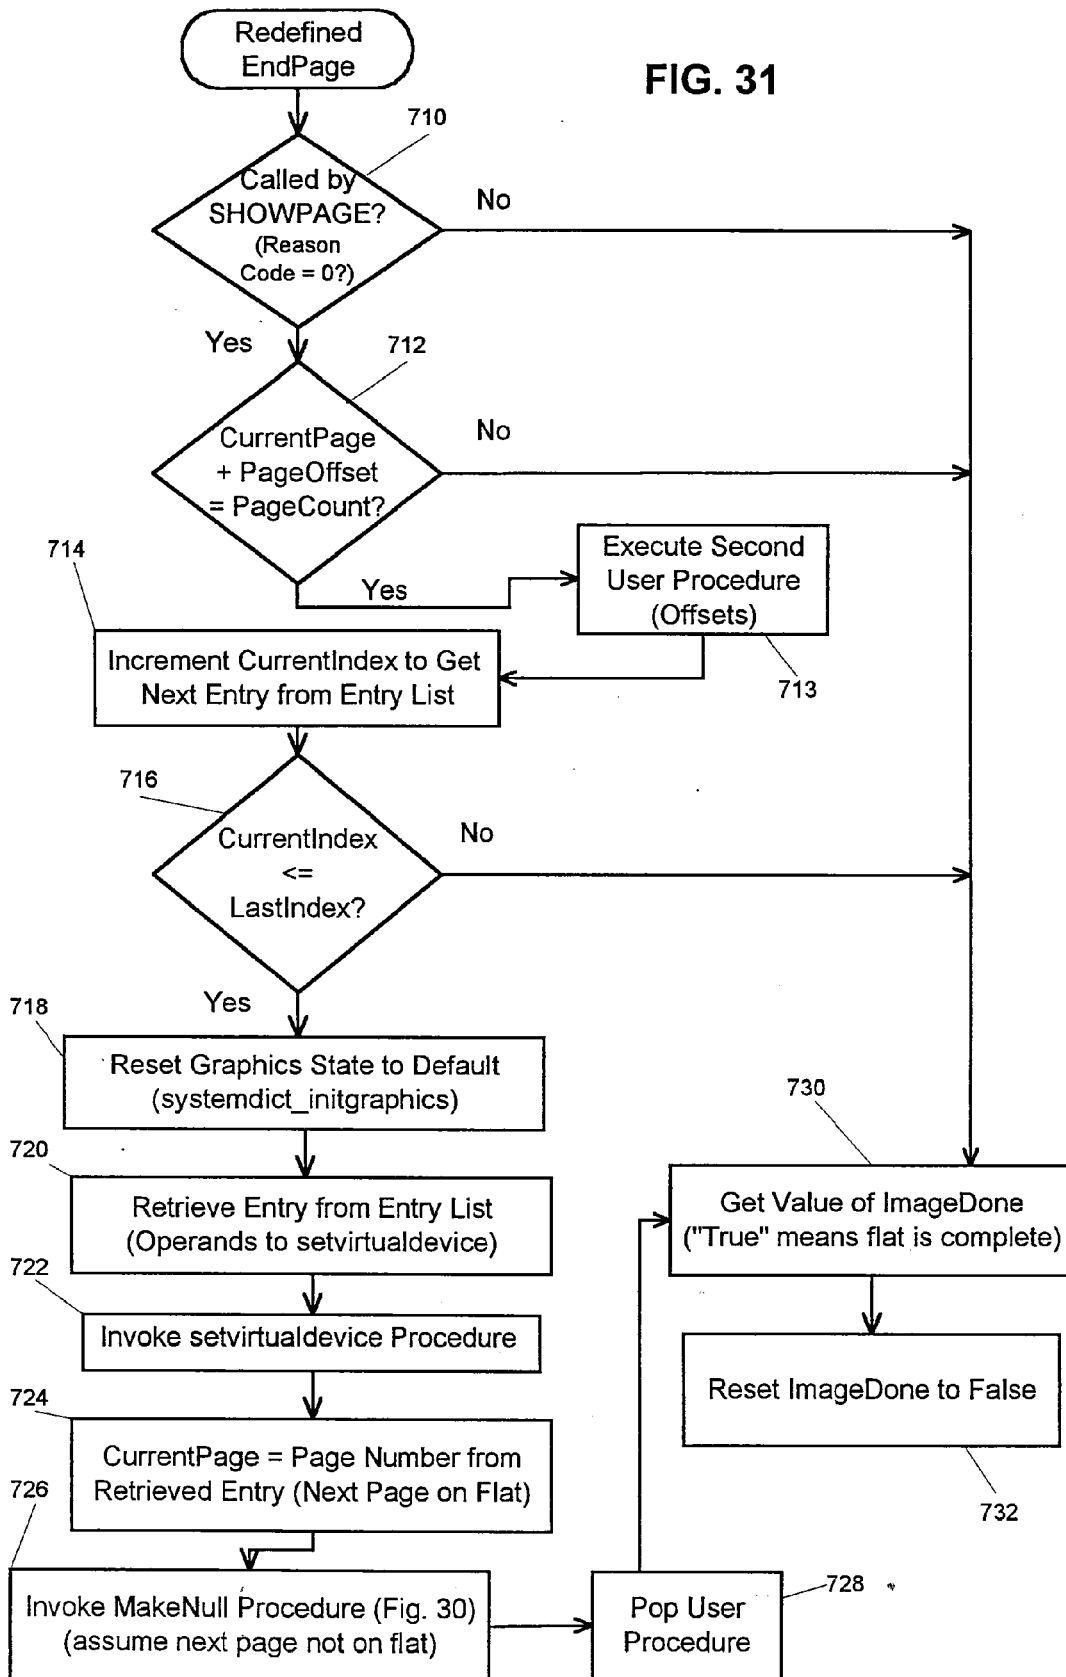 Redefined
EndPage
FIG. 31
710
Called by
SHOWPAGE?
(Reason
Code = 0?)
No
Yes
712
CurrentPage
+ PageOffset
= PageCount?
No
Yes
Execute Second
User Procedure
(Offsets)
713
714
Increment CurrentIndex to Get
Next Entry from Entry List
716
CurrentIndex
<=
LastIndex?
No
Yes
718
Reset Graphics State to Default
(systemdict_initgraphics)
720
Retrieve Entry from Entry List
(Operands to setvirtualdevice)
722
Invoke setvirtualdevice Procedure
724
CurrentPage = Page Number from
Retrieved Entry (Next Page on Flat)
726
Invoke MakeNull Procedure (Fig. 30)
(assume next page not on flat)
728
Pop User
Procedure
730
Get Value of ImageDone
("True" means flat is complete)
Reset ImageDone to False
732